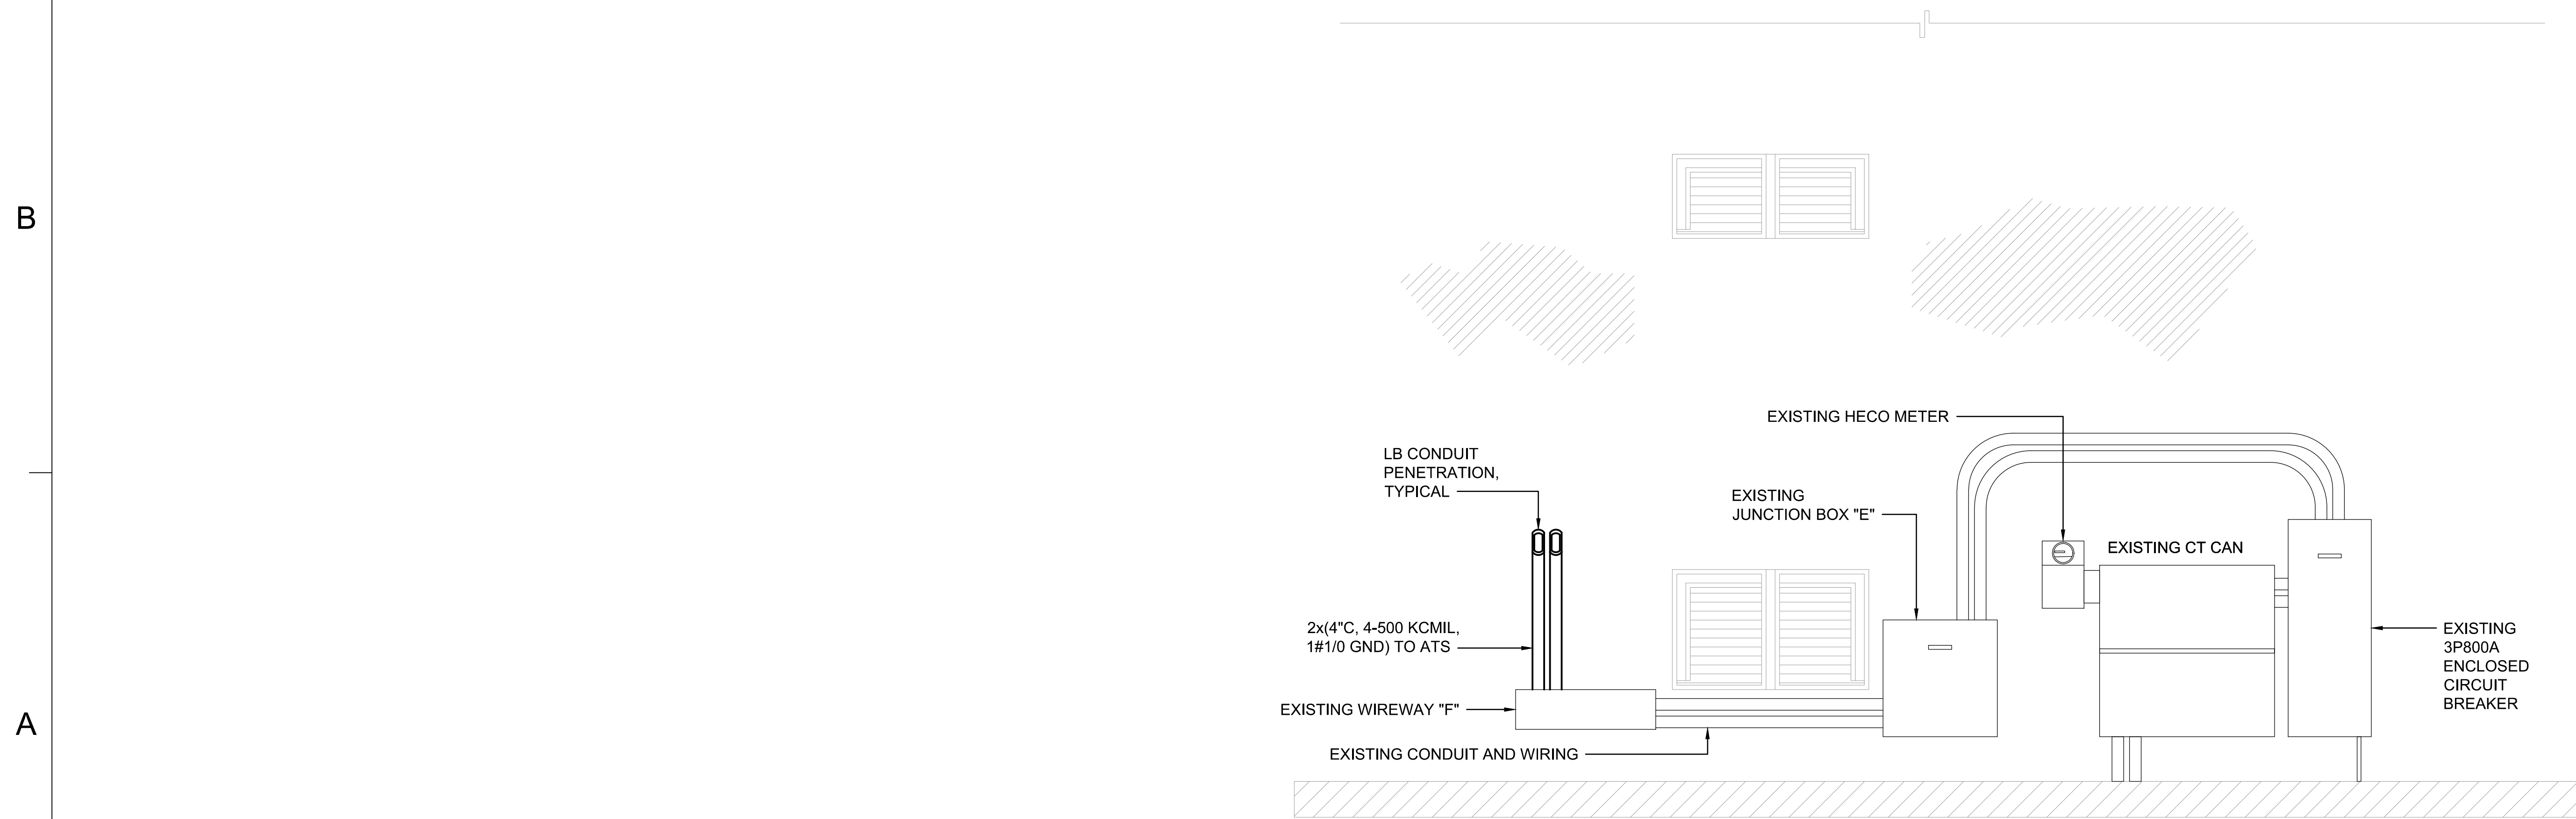 B
EXISTING HECO METER
LB CONDUIT
PENETRATION,
TYPICAL
EXISTING
JUNCTION BOX "E"
EXISTING CT CAN
2x(4"C, 4-500 KCMIL,
1#1/0 GND) TO ATS
EXISTING
3P800A
ENCLOSED
CIRCUIT
BREAKER
EXISTING WIREWAY "F"
A
EXISTING CONDUIT AND WIRING